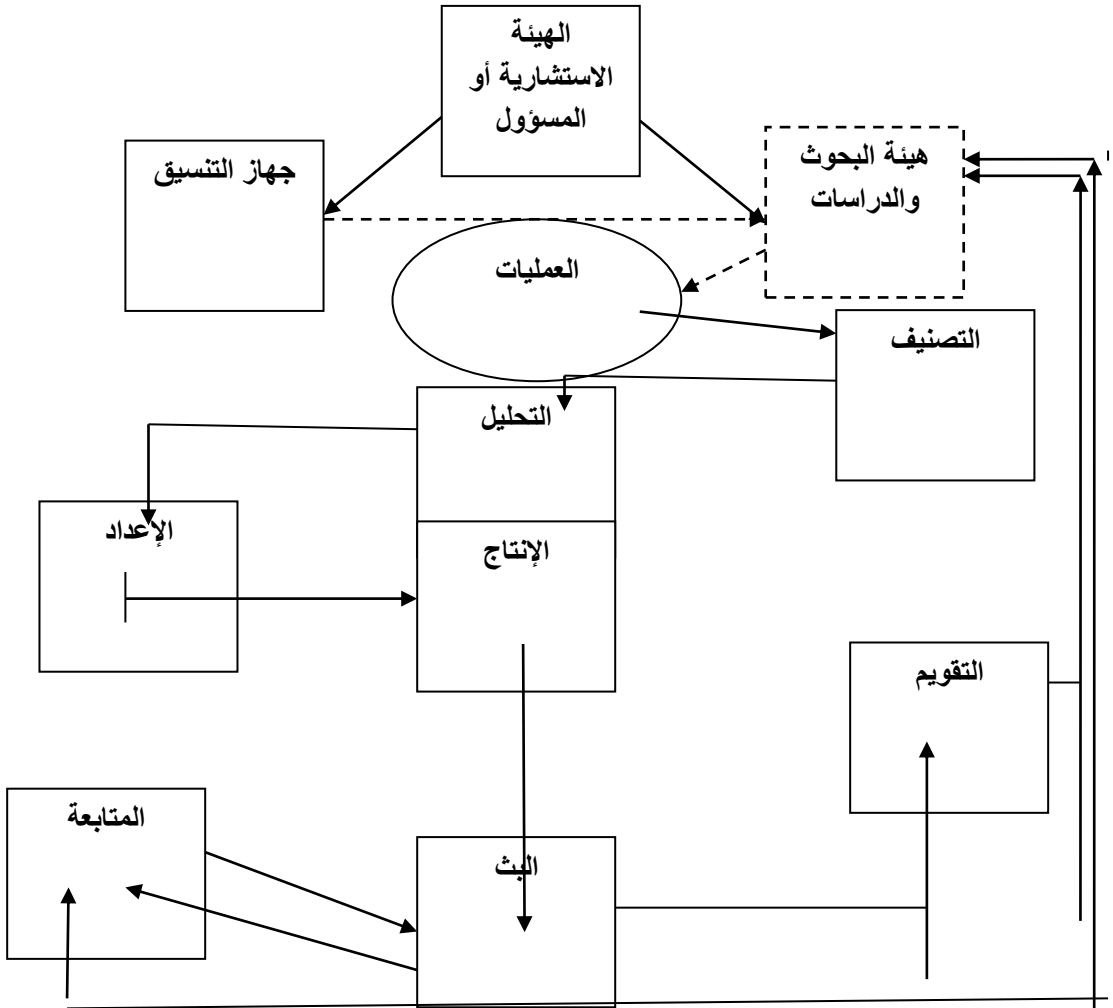 الهيئة
الاستشارية أو
المسؤول
هيئة البحوث
والدراسات
جهاز التنسيق
العمليات
التصنيف
التحليل
الإعداد
الإنتاج
التقويم
المتابعة
البث